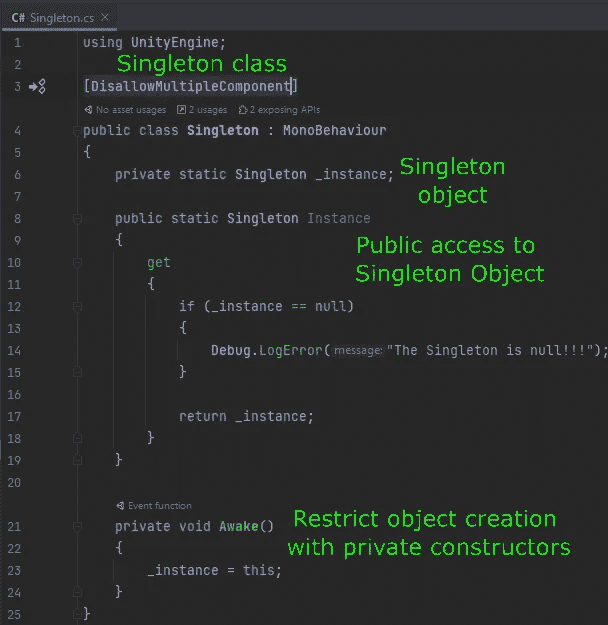 C# Singleton.cs ×
1 using UnityEngine;
2
Singleton class
3 [DisallowMultipleComponent]
No asset usages 2 usages 2 exposing APIs
4 public class Singleton : MonoBehaviour
5 {
6 private static Singleton _instance;
Singleton
object
7
8 public static Singleton Instance
9 {
Public access to
Singleton Object
10 get
11 {
12 if (_instance == null)
13 {
14 Debug.LogError(message: "The Singleton is null!!!");
15 }
16
17 return _instance;
18 }
19 }
20
Event function
21 private void Awake()
Restrict object creation
with private constructors
22 {
23 _instance = this;
24 }
25 }